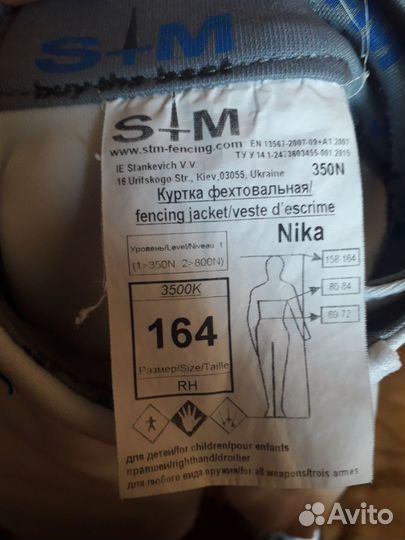 S+M
buy the best
S+M
www.stm-fencing.com
EN 13567-2007-09+A1 2007
ТУ У 14.1-2473603455-001:2015
IE Stankevich V.V.
16 Uritskogo Str., Kiev,03055, Ukraine
350N
Куртка фехтовальная/
fencing jacket/veste d'escrime
Nika
Уровень/Level/Niveau 1
(1≥350N 2≥800N)
3500K
164
Размер/Size/Taille
RH
158-164
80-84
69-72
для детей/for children/pour enfants
правшей/righthand/droitier
для любого вида оружия/for all weapons/trois armes
Avito